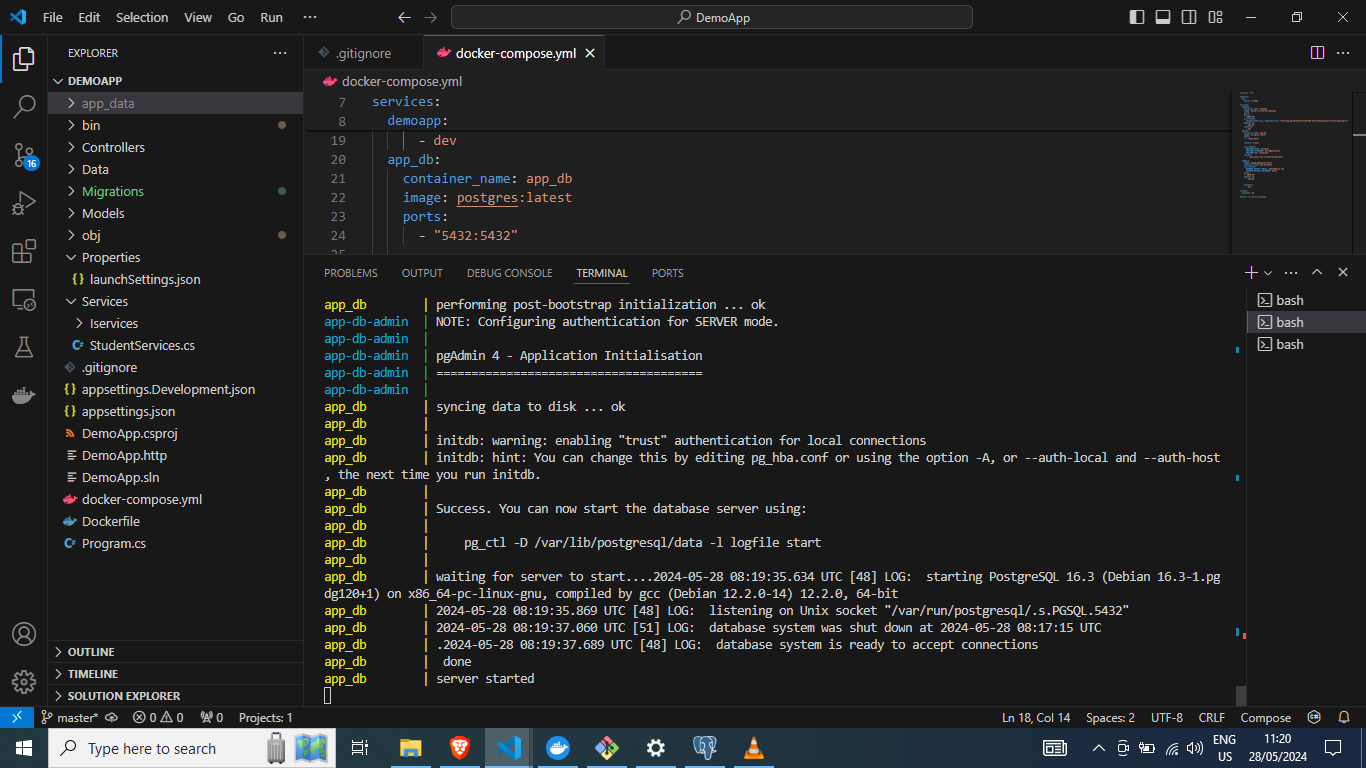 File Edit Selection View Go Run ···
DemoApp
EXPLORER
DEMOAPP
app_data
bin
Controllers
Data
Migrations
Models
obj
Properties
launchSettings.json
Services
Iservices
StudentServices.cs
.gitignore
appsettings.Development.json
appsettings.json
DemoApp.csproj
DemoApp.http
DemoApp.sln
docker-compose.yml
Dockerfile
Program.cs
OUTLINE
TIMELINE
SOLUTION EXPLORER
16
.gitignore docker-compose.yml
docker-compose.yml
7 services:
8 demoapp:
19 - dev
20 app_db:
21 container_name: app_db
22 image: postgres:latest
23 ports:
24 - "5432:5432"
PROBLEMS OUTPUT DEBUG CONSOLE TERMINAL PORTS
bash
bash
bash
app_db | performing post-bootstrap initialization ... ok
app-db-admin | NOTE: Configuring authentication for SERVER mode.
app-db-admin |
app-db-admin | pgAdmin 4 - Application Initialisation
app-db-admin | ======================================
app-db-admin |
app_db | syncing data to disk ... ok
app_db |
app_db | initdb: warning: enabling "trust" authentication for local connections
app_db | initdb: hint: You can change this by editing pg_hba.conf or using the option -A, or --auth-local and --auth-host
, the next time you run initdb.
app_db |
app_db | Success. You can now start the database server using:
app_db |
app_db | pg_ctl -D /var/lib/postgresql/data -l logfile start
app_db |
app_db | waiting for server to start....2024-05-28 08:19:35.634 UTC [48] LOG:  starting PostgreSQL 16.3 (Debian 16.3-1.pg
dg120+1) on x86_64-pc-linux-gnu, compiled by gcc (Debian 12.2.0-14) 12.2.0, 64-bit
app_db | 2024-05-28 08:19:35.869 UTC [48] LOG:  listening on Unix socket "/var/run/postgresql/.s.PGSQL.5432"
app_db | 2024-05-28 08:19:37.060 UTC [51] LOG:  database system was shut down at 2024-05-28 08:17:15 UTC
app_db | .2024-05-28 08:19:37.689 UTC [48] LOG:  database system is ready to accept connections
app_db | done
app_db | server started
master* 0 0 0 Projects: 1 Ln 18, Col 14 Spaces: 2 UTF-8 CRLF Compose
Type here to search
ENG
US
11:20
28/05/2024